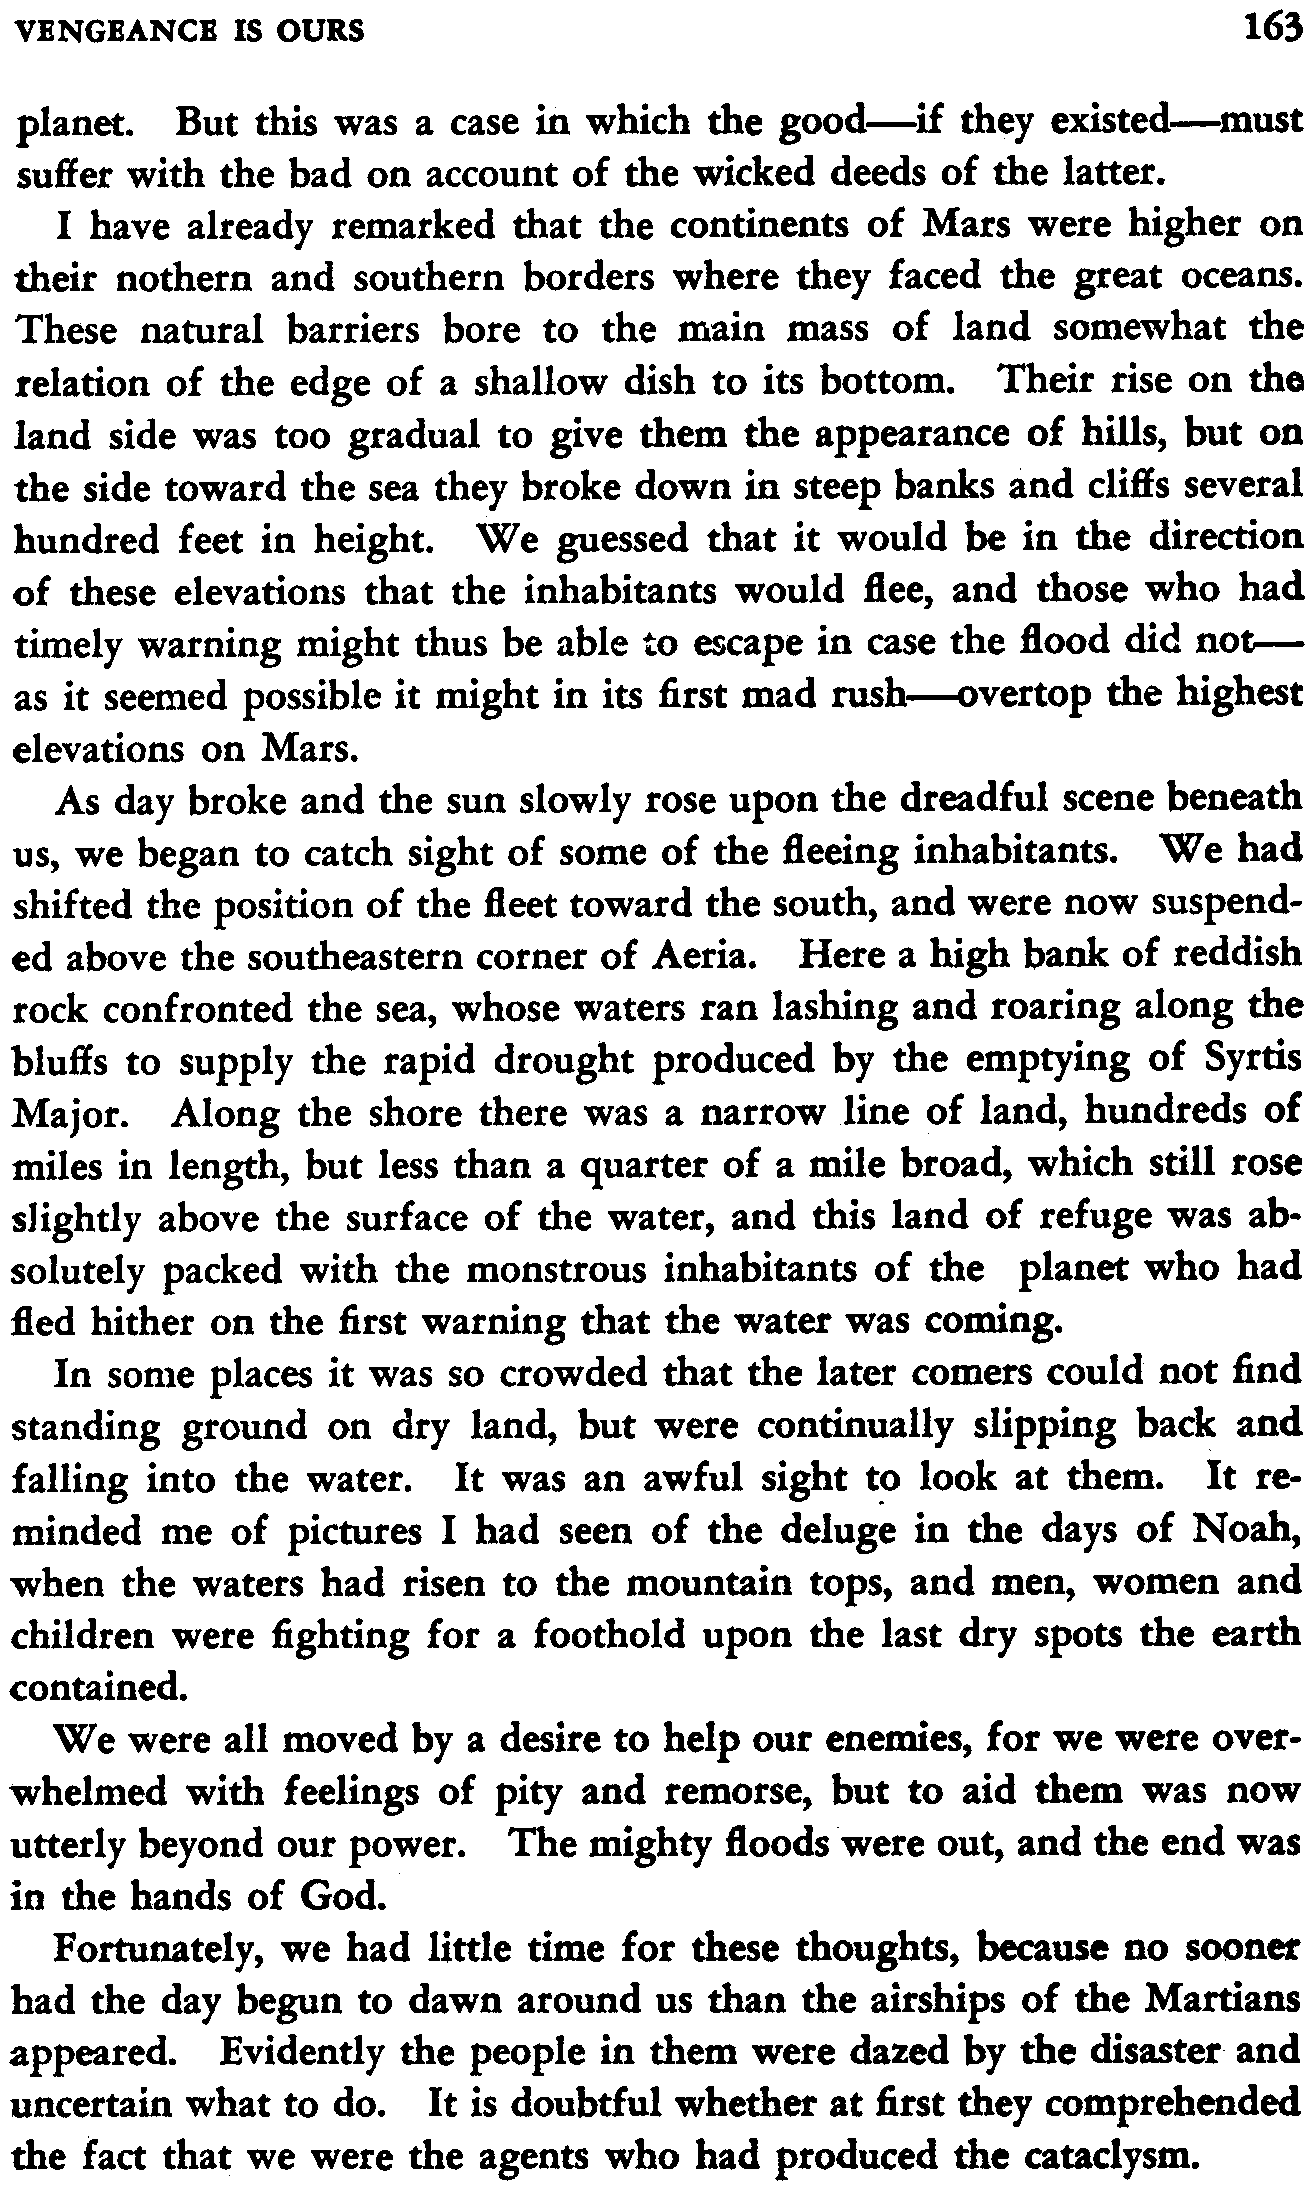 VENGEANCE IS OURS 163
planet. But this was a case in which the good—if they existed—must
suffer with the bad on account of the wicked deeds of the latter.
I have already remarked that the continents of Mars were higher on
their nothern and southern borders where they faced the great oceans.
These natural barriers bore to the main mass of land somewhat the
relation of the edge of a shallow dish to its bottom. Their rise on the
land side was too gradual to give them the appearance of hills, but on
the side toward the sea they broke down in steep banks and cliffs several
hundred feet in height. We guessed that it would be in the direction
of these elevations that the inhabitants would flee, and those who had
timely warning might thus be able to escape in case the flood did not—
as it seemed possible it might in its first mad rush—overtop the highest
elevations on Mars.
As day broke and the sun slowly rose upon the dreadful scene beneath
us, we began to catch sight of some of the fleeing inhabitants. We had
shifted the position of the fleet toward the south, and were now suspend-
ed above the southeastern corner of Aeria. Here a high bank of reddish
rock confronted the sea, whose waters ran lashing and roaring along the
bluffs to supply the rapid drought produced by the emptying of Syrtis
Major. Along the shore there was a narrow line of land, hundreds of
miles in length, but less than a quarter of a mile broad, which still rose
slightly above the surface of the water, and this land of refuge was ab-
solutely packed with the monstrous inhabitants of the planet who had
fled hither on the first warning that the water was coming.
In some places it was so crowded that the later comers could not find
standing ground on dry land, but were continually slipping back and
falling into the water. It was an awful sight to look at them. It re-
minded me of pictures I had seen of the deluge in the days of Noah,
when the waters had risen to the mountain tops, and men, women and
children were fighting for a foothold upon the last dry spots the earth
contained.
We were all moved by a desire to help our enemies, for we were over-
whelmed with feelings of pity and remorse, but to aid them was now
utterly beyond our power. The mighty floods were out, and the end was
in the hands of God.
Fortunately, we had little time for these thoughts, because no sooner
had the day begun to dawn around us than the airships of the Martians
appeared. Evidently the people in them were dazed by the disaster and
uncertain what to do. It is doubtful whether at first they comprehended
the fact that we were the agents who had produced the cataclysm.